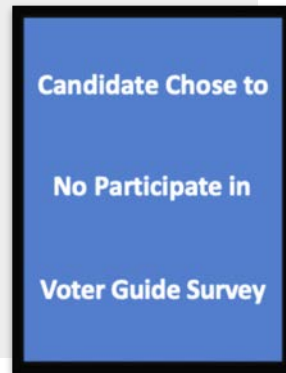 Candidate Chose to
No Participate in
Voter Guide Survey